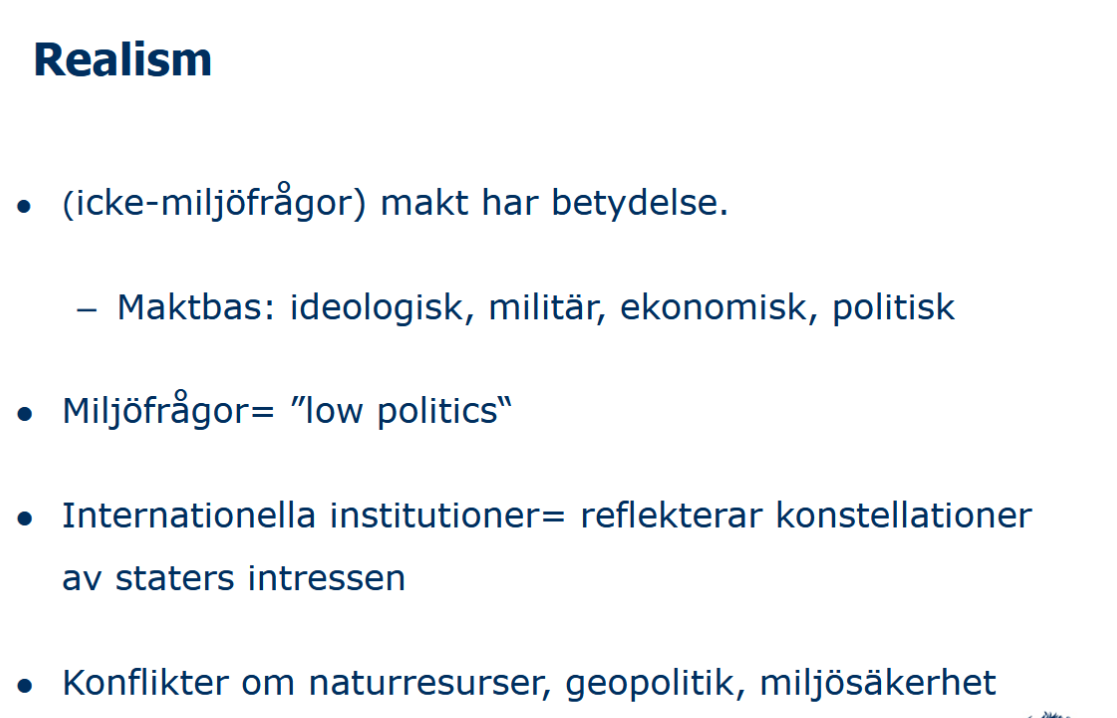 Realism
• (icke-miljöfrågor) makt har betydelse.
– Maktbas: ideologisk, militär, ekonomisk, politisk
• Miljöfrågor= ”low politics“
• Internationella institutioner= reflekterar konstellationer
av staters intressen
• Konflikter om naturresurser, geopolitik, miljösäkerhet